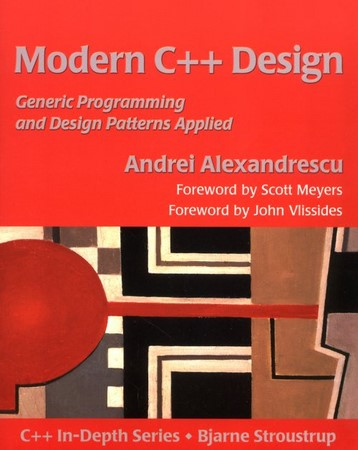 Modern C++ Design
Generic Programming
and Design Patterns Applied
Andrei Alexandrescu
Foreword by Scott Meyers
Foreword by John Vlissides
C++ In-Depth Series • Bjarne Stroustrup